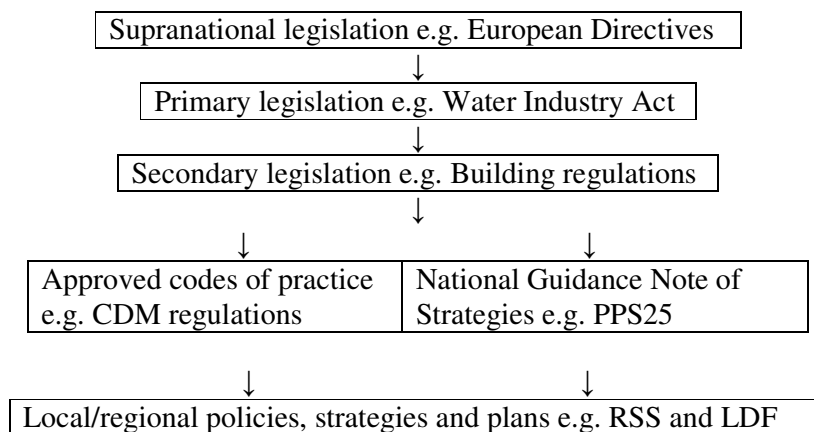 Supranational legislation e.g. European Directives
↓
Primary legislation e.g. Water Industry Act
↓
Secondary legislation e.g. Building regulations
↓
↓ ↓
Approved codes of practice
e.g. CDM regulations
National Guidance Note of
Strategies e.g. PPS25
↓ ↓
Local/regional policies, strategies and plans e.g. RSS and LDF